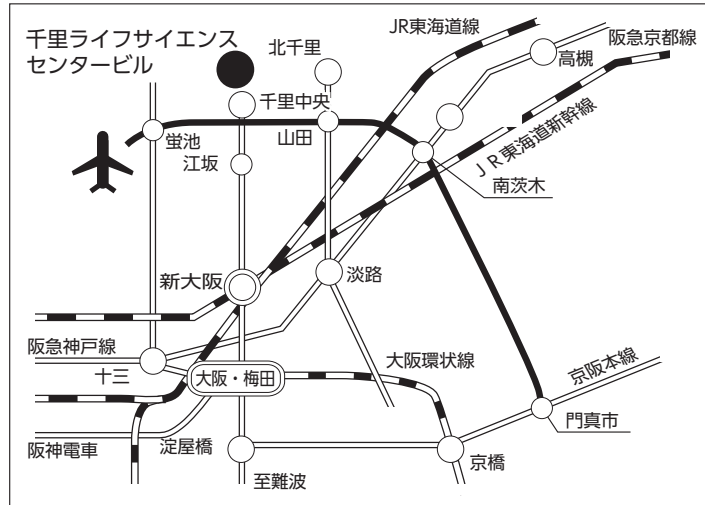 千里ライフサイエンス
センタービル
北千里
JR東海道線
高槻
阪急京都線
千里中央
蛍池
山田
江坂
JR東海道新幹線
南茨木
新大阪
淡路
阪急神戸線
十三
大阪・梅田
大阪環状線
京阪本線
阪神電車
淀屋橋
京橋
門真市
至難波